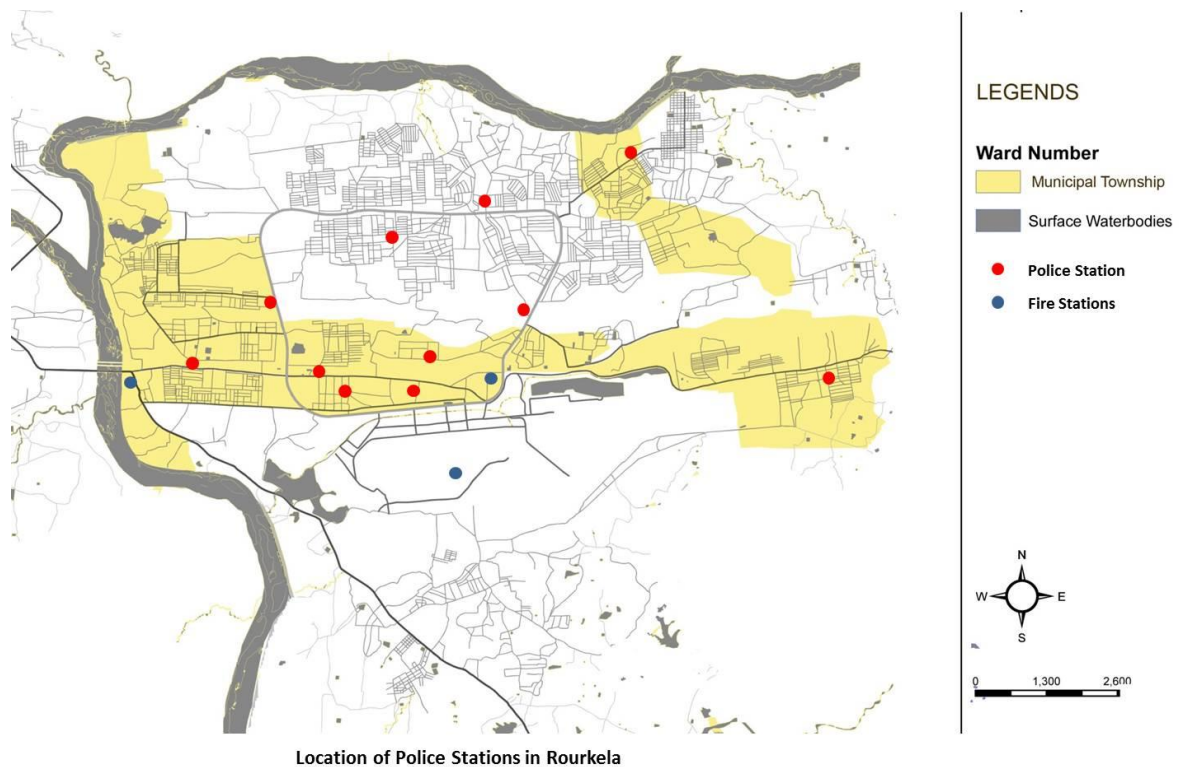 LEGENDS
Ward Number
Municipal Township
Surface Waterbodies
Police Station
Fire Stations
N
W E
S
0 1,300 2,600
Location of Police Stations in Rourkela